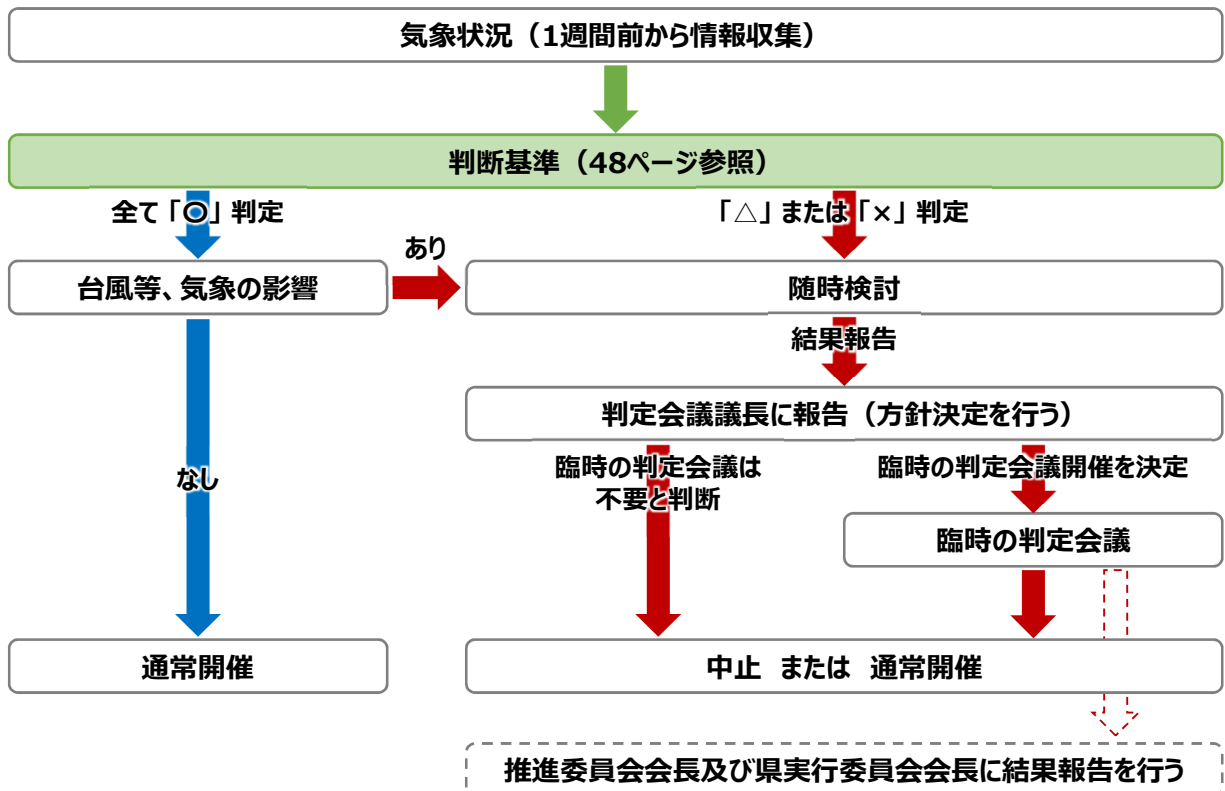 気象状況（1週間前から情報収集）
判断基準（48ページ参照）
全て「◎」判定
「△」または「×」判定
あり
台風等、気象の影響
随時検討
結果報告
判定会議議長に報告（方針決定を行う）
臨時の判定会議は
不要と判断
臨時の判定会議開催を決定
なし
臨時の判定会議
通常開催
中止 または 通常開催
推進委員会会長及び県実行委員会会長に結果報告を行う